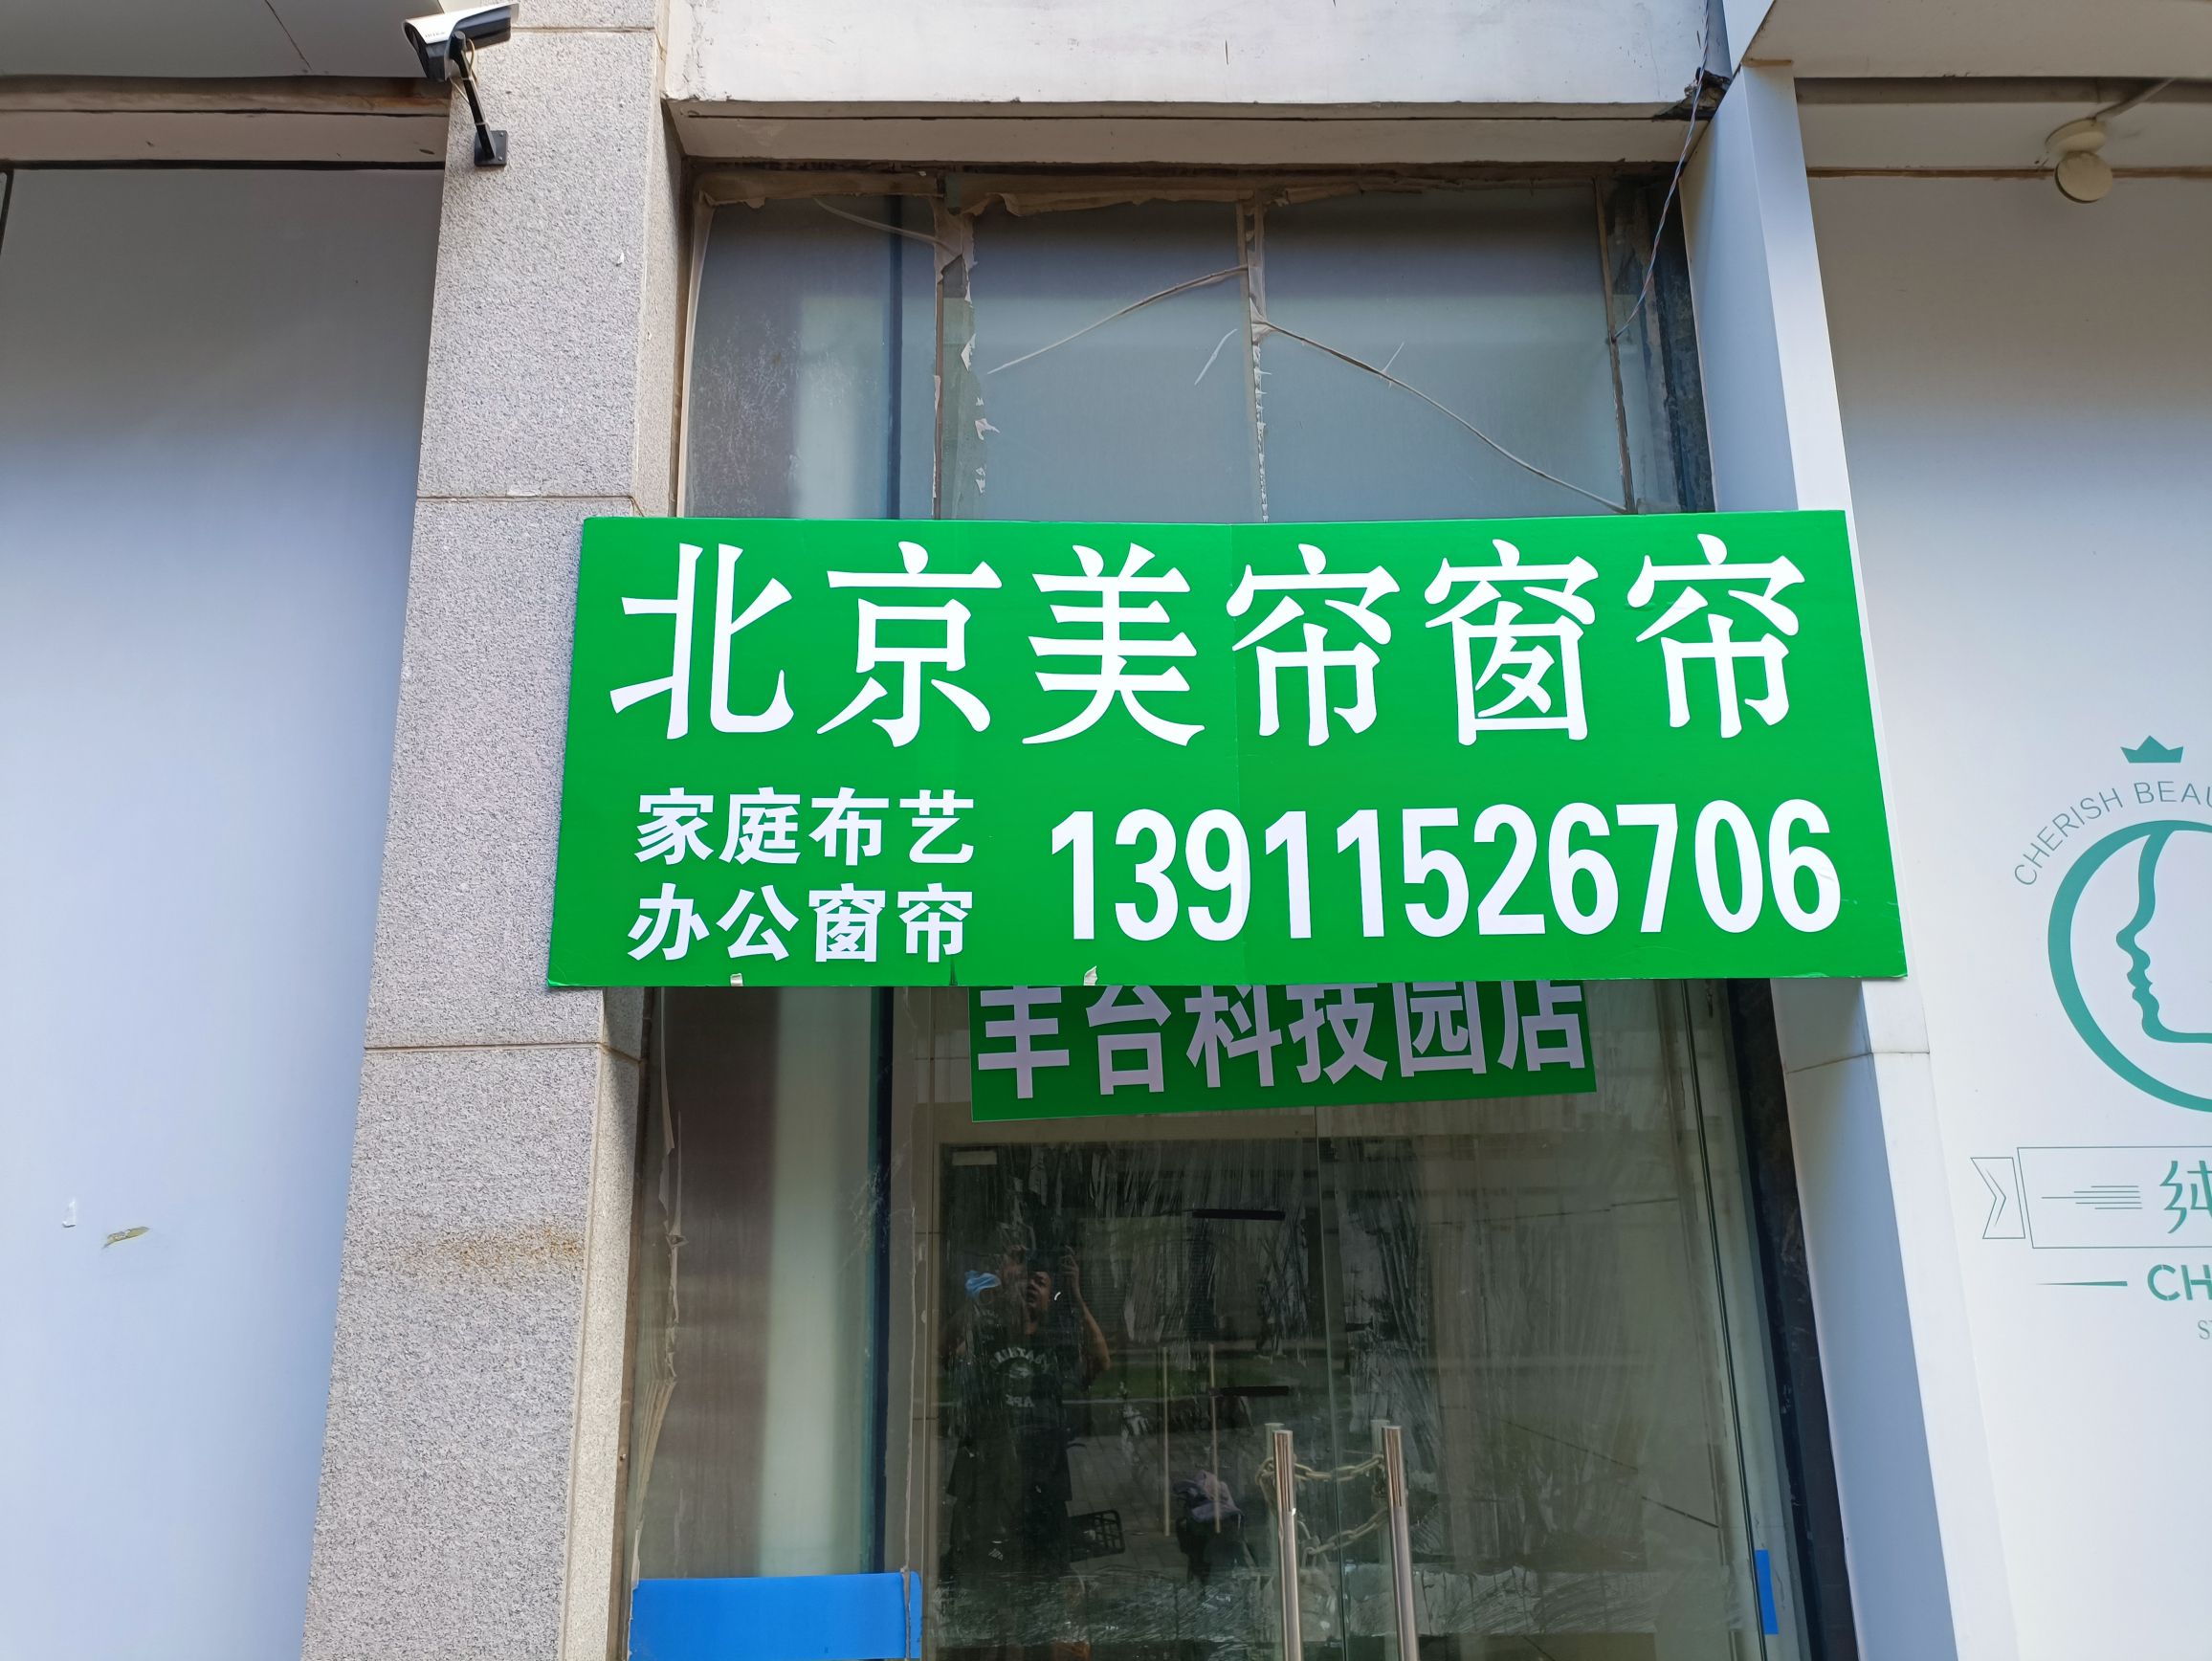 北京美帘窗帘
家庭布艺
办公窗帘
13911526706
丰台科技园店
CHERISH BEAU
纯
CH